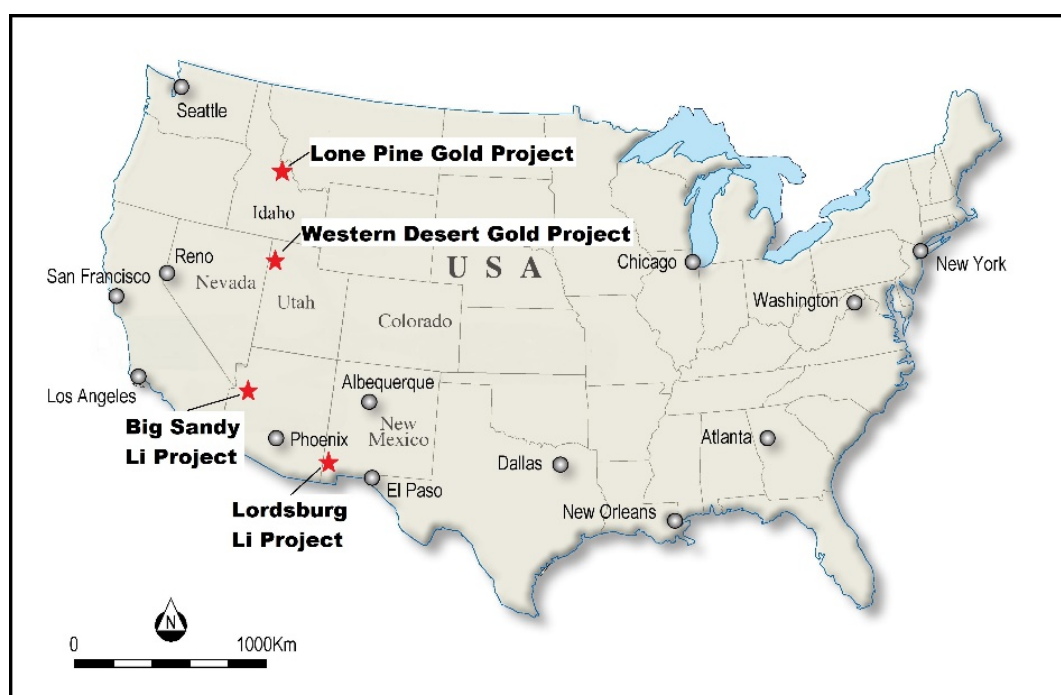 Seattle
Lone Pine Gold Project
Idaho
Western Desert Gold Project
Reno
U S A
Chicago
New York
San Francisco
Nevada
Utah
Washington
Colorado
Los Angeles
Albequerque
Big Sandy
Li Project
Phoenix
New
Mexico
Atlanta
Dallas
El Paso
Lordsburg
Li Project
New Orleans
N
0 1000Km